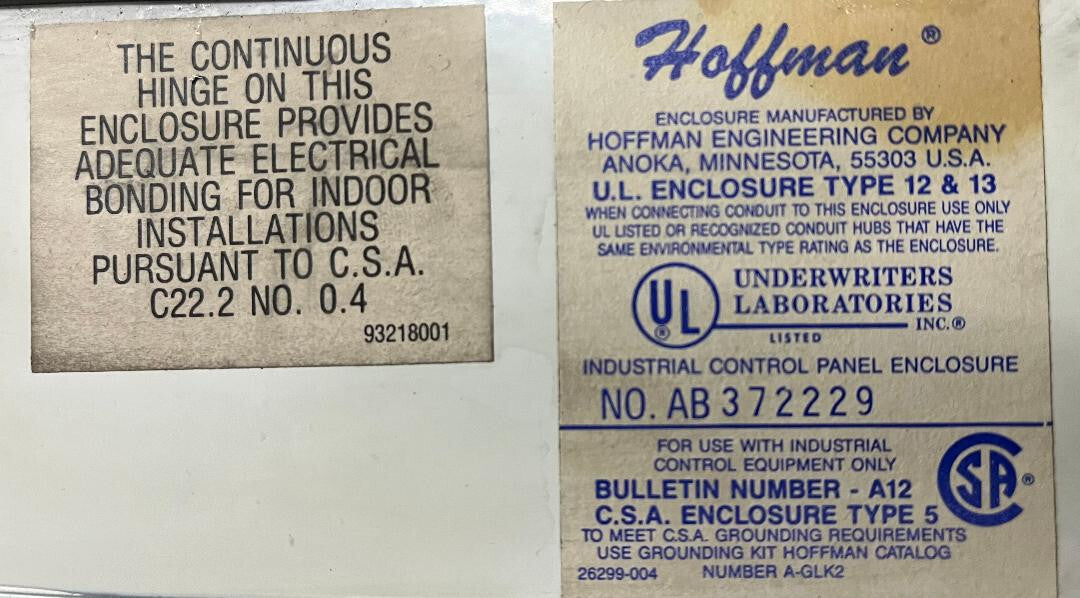 THE CONTINUOUS
HINGE ON THIS
ENCLOSURE PROVIDES
ADEQUATE ELECTRICAL
BONDING FOR INDOOR
INSTALLATIONS
PURSUANT TO C.S.A.
C22.2 NO. 0.4
93218001
Hoffman®
ENCLOSURE MANUFACTURED BY
HOFFMAN ENGINEERING COMPANY
ANOKA, MINNESOTA, 55303 U.S.A.
U.L. ENCLOSURE TYPE 12 & 13
WHEN CONNECTING CONDUIT TO THIS ENCLOSURE USE ONLY
UL LISTED OR RECOGNIZED CONDUIT HUBS THAT HAVE THE
SAME ENVIRONMENTAL TYPE RATING AS THE ENCLOSURE.
UL®
UNDERWRITERS
LABORATORIES
INC.®
LISTED
INDUSTRIAL CONTROL PANEL ENCLOSURE
NO. AB 372229
FOR USE WITH INDUSTRIAL
CONTROL EQUIPMENT ONLY
BULLETIN NUMBER - A12
C.S.A. ENCLOSURE TYPE 5
CSA®
TO MEET C.S.A. GROUNDING REQUIREMENTS
USE GROUNDING KIT HOFFMAN CATALOG
26299-004 NUMBER A-GLK2